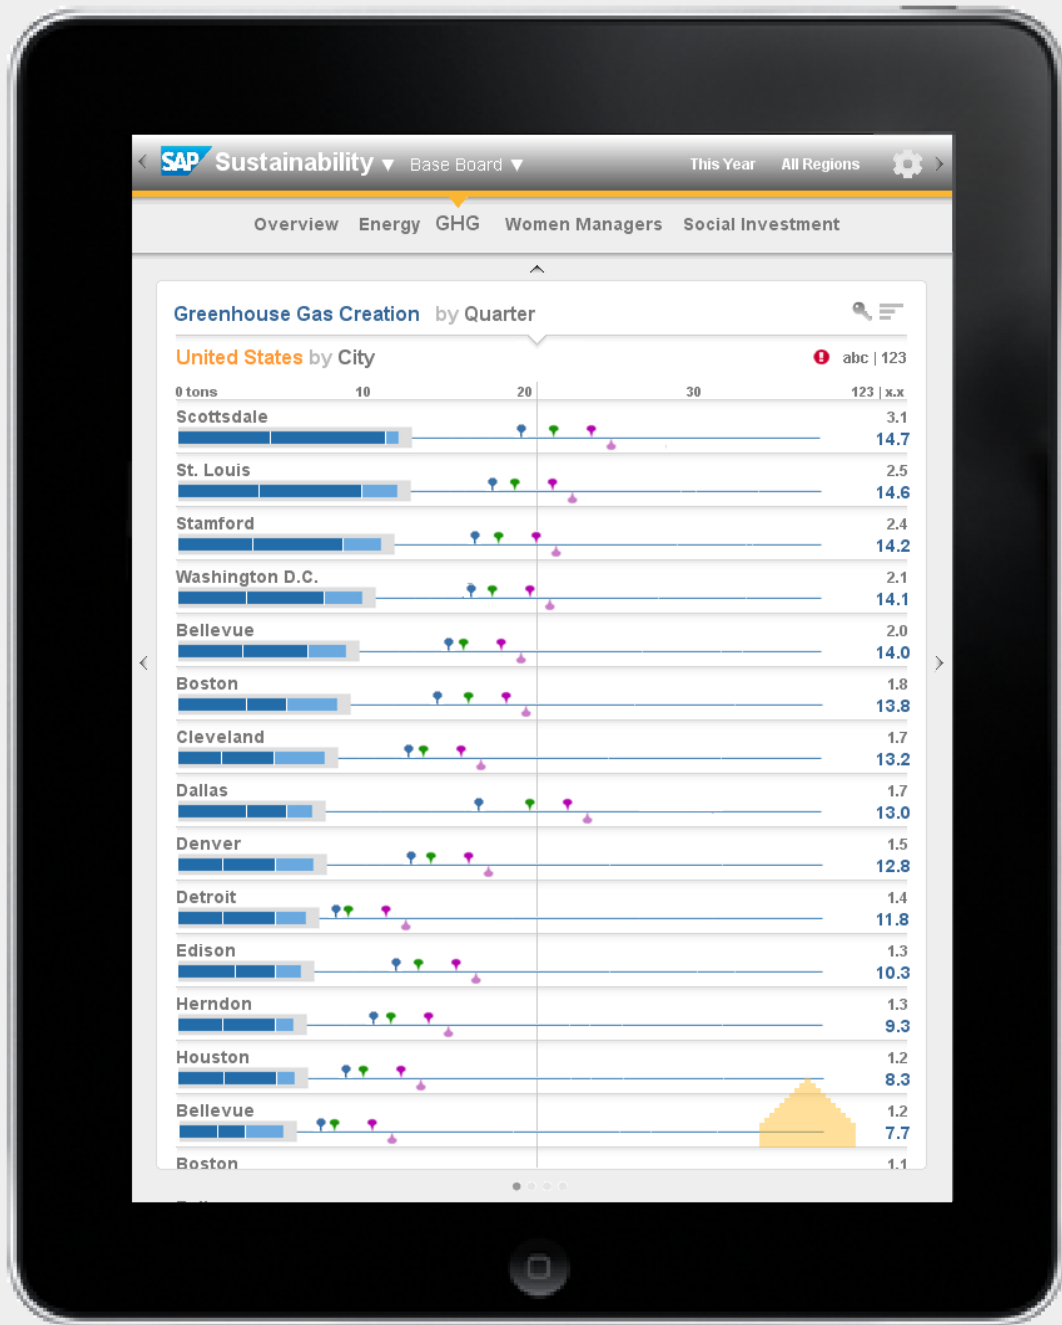 SAP Sustainability ▼ Base Board ▼ This Year All Regions
Overview Energy GHG Women Managers Social Investment
Greenhouse Gas Creation by Quarter
United States by City abc | 123
0 tons 10 20 30 123 | x.x
Scottsdale 3.1
14.7
St. Louis 2.5
14.6
Stamford 2.4
14.2
Washington D.C. 2.1
14.1
Bellevue 2.0
14.0
Boston 1.8
13.8
Cleveland 1.7
13.2
Dallas 1.7
13.0
Denver 1.5
12.8
Detroit 1.4
11.8
Edison 1.3
10.3
Herndon 1.3
9.3
Houston 1.2
8.3
Bellevue 1.2
7.7
Boston 1.1